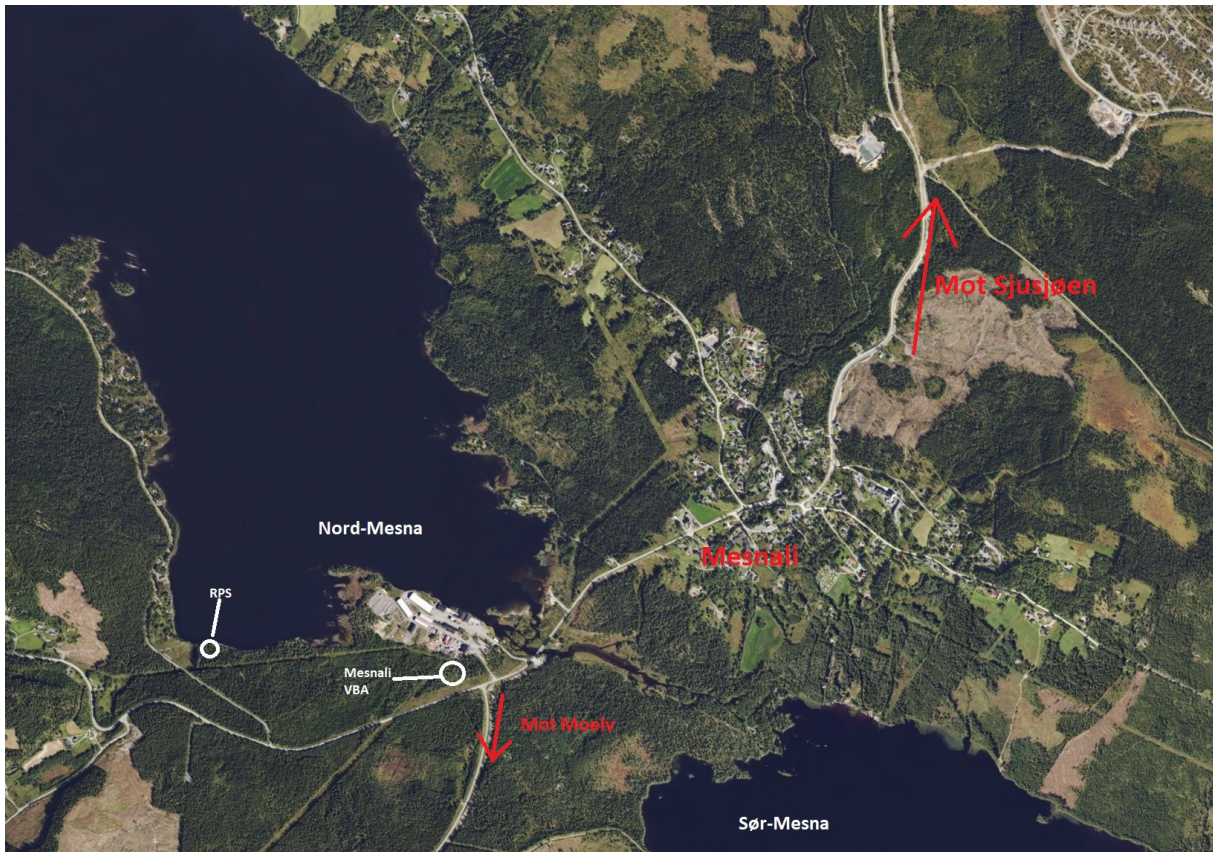 Mot Sjusjøen
Nord-Mesna
Mesnali
RPS
Mesnali
VBA
Mot Moelv
Sør-Mesna